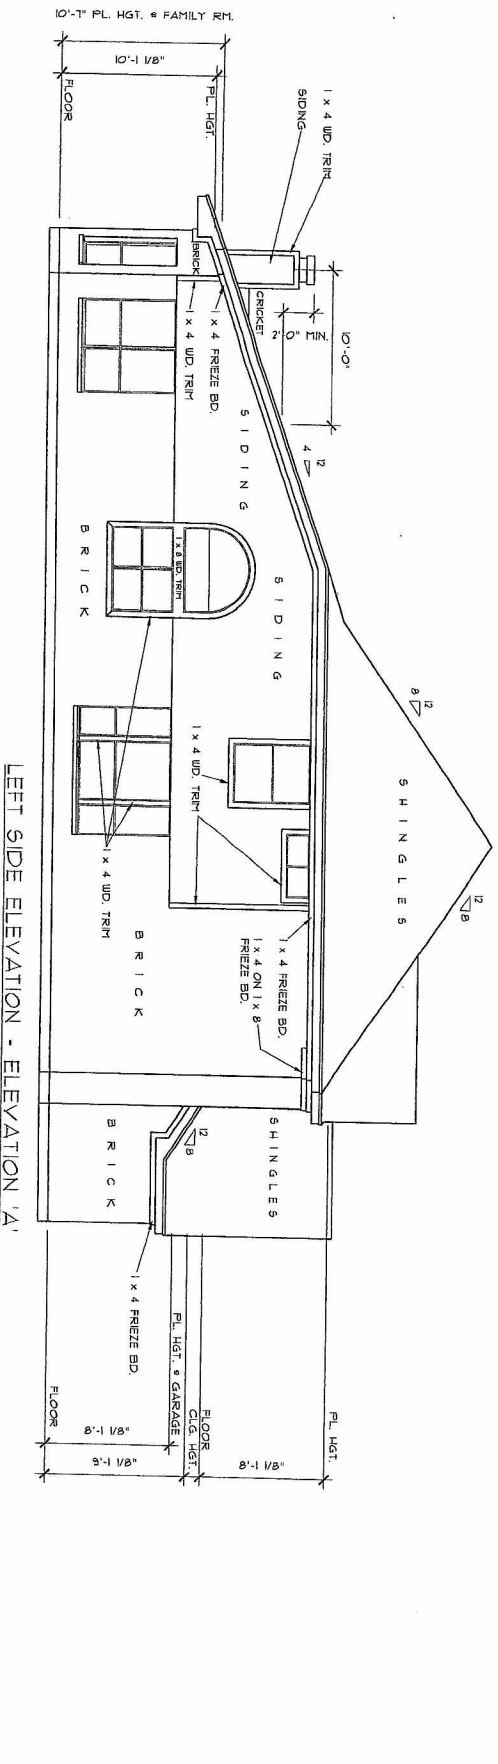 10'-7" PL. HGT. @ FAMILY RM.
10'-1 1/8"
FLOOR
PL. HGT.
1 x 4 WD. TRIM
SIDING
BRICK
CRICKET
2'-0" MIN.
10'-0"
1 x 4 FRIEZE BD.
1 x 4 WD. TRIM
SIDING
12
4
BRICK
1 x 8 WD. TRIM
SIDING
12
8
SHINGLES
12
8
1 x 4 WD. TRIM
1 x 4 WD. TRIM
BRICK
1 x 4 FRIEZE BD.
1 x 4 ON 1 x 8
FRIEZE BD.
12
8
SHINGLES
BRICK
1 x 4 FRIEZE BD.
PL. HGT.
FLOOR
CLG. HGT.
PL. HGT. @ GARAGE
FLOOR
8'-1 1/8"
9'-1 1/8"
8'-1 1/8"
LEFT SIDE ELEVATION - ELEVATION 'A'